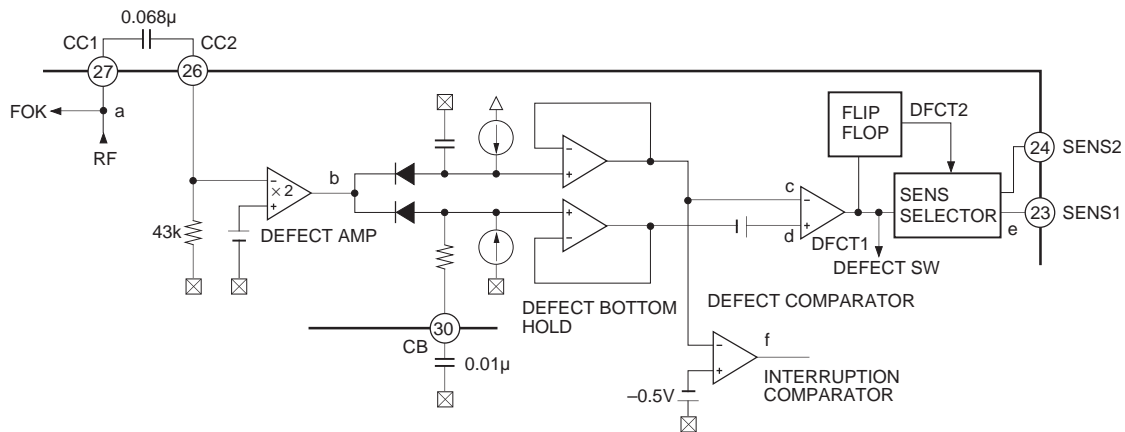 0.068µ
CC1
CC2
27
26
FOK
a
RF
43k
− × 2 +
DEFECT AMP
b
30
CB
0.01µ
− +
+ −
DEFECT BOTTOM
HOLD
c
d
− +
DFCT1
DEFECT SW
DEFECT COMPARATOR
FLIP
FLOP
DFCT2
SENS
SELECTOR
e
24
SENS2
23
SENS1
− +
–0.5V
f
INTERRUPTION
COMPARATOR